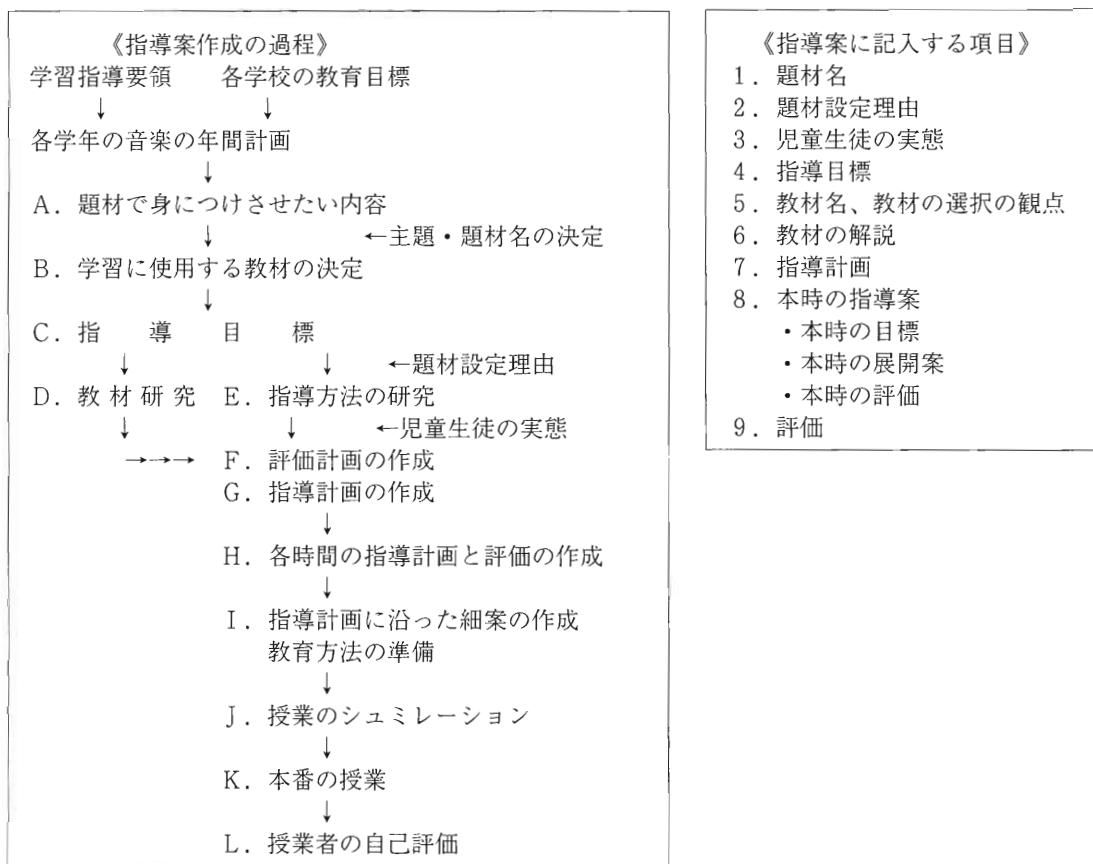 《指導案作成の過程》
学習指導要領　　各学校の教育目標
↓　　↓
各学年の音楽の年間計画
↓
A．題材で身につけさせたい内容
↓　　←主題・題材名の決定
B．学習に使用する教材の決定
↓
C．指　導　目　標
↓　　↓　　←題材設定理由
D．教 材 研 究　E．指導方法の研究
↓　　↓　　←児童生徒の実態
→→→　F．評価計画の作成
G．指導計画の作成
↓
H．各時間の指導計画と評価の作成
↓
I．指導計画に沿った細案の作成
教育方法の準備
↓
J．授業のシュミレーション
↓
K．本番の授業
↓
L．授業者の自己評価
《指導案に記入する項目》
1．題材名
2．題材設定理由
3．児童生徒の実態
4．指導目標
5．教材名、教材の選択の観点
6．教材の解説
7．指導計画
8．本時の指導案
・本時の目標
・本時の展開案
・本時の評価
9．評価